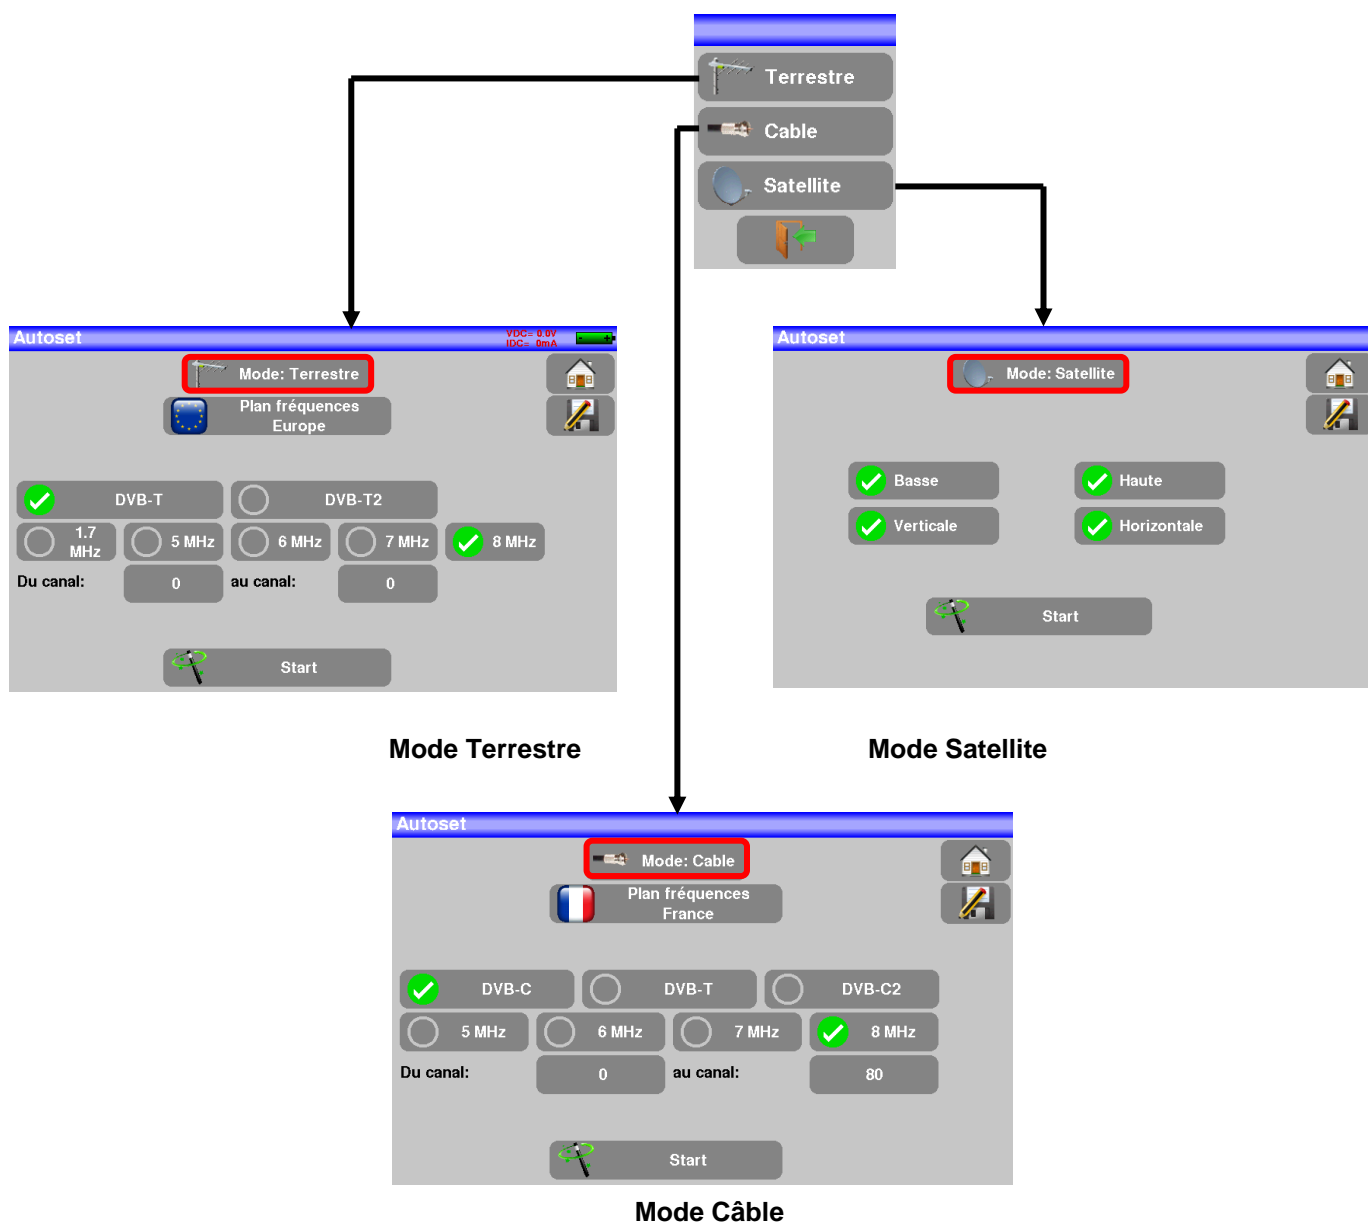 Terrestre
Cable
Satellite
Autoset
VDC= 0.0V
IDC= 0mA
Mode: Terrestre
Plan fréquences
Europe
DVB-T
DVB-T2
1.7
MHz
5 MHz
6 MHz
7 MHz
8 MHz
Du canal:
0
au canal:
0
Start
Mode Terrestre
Autoset
Mode: Satellite
Basse
Haute
Verticale
Horizontale
Start
Mode Satellite
Autoset
Mode: Cable
Plan fréquences
France
DVB-C
DVB-T
DVB-C2
5 MHz
6 MHz
7 MHz
8 MHz
Du canal:
0
au canal:
80
Start
Mode Câble